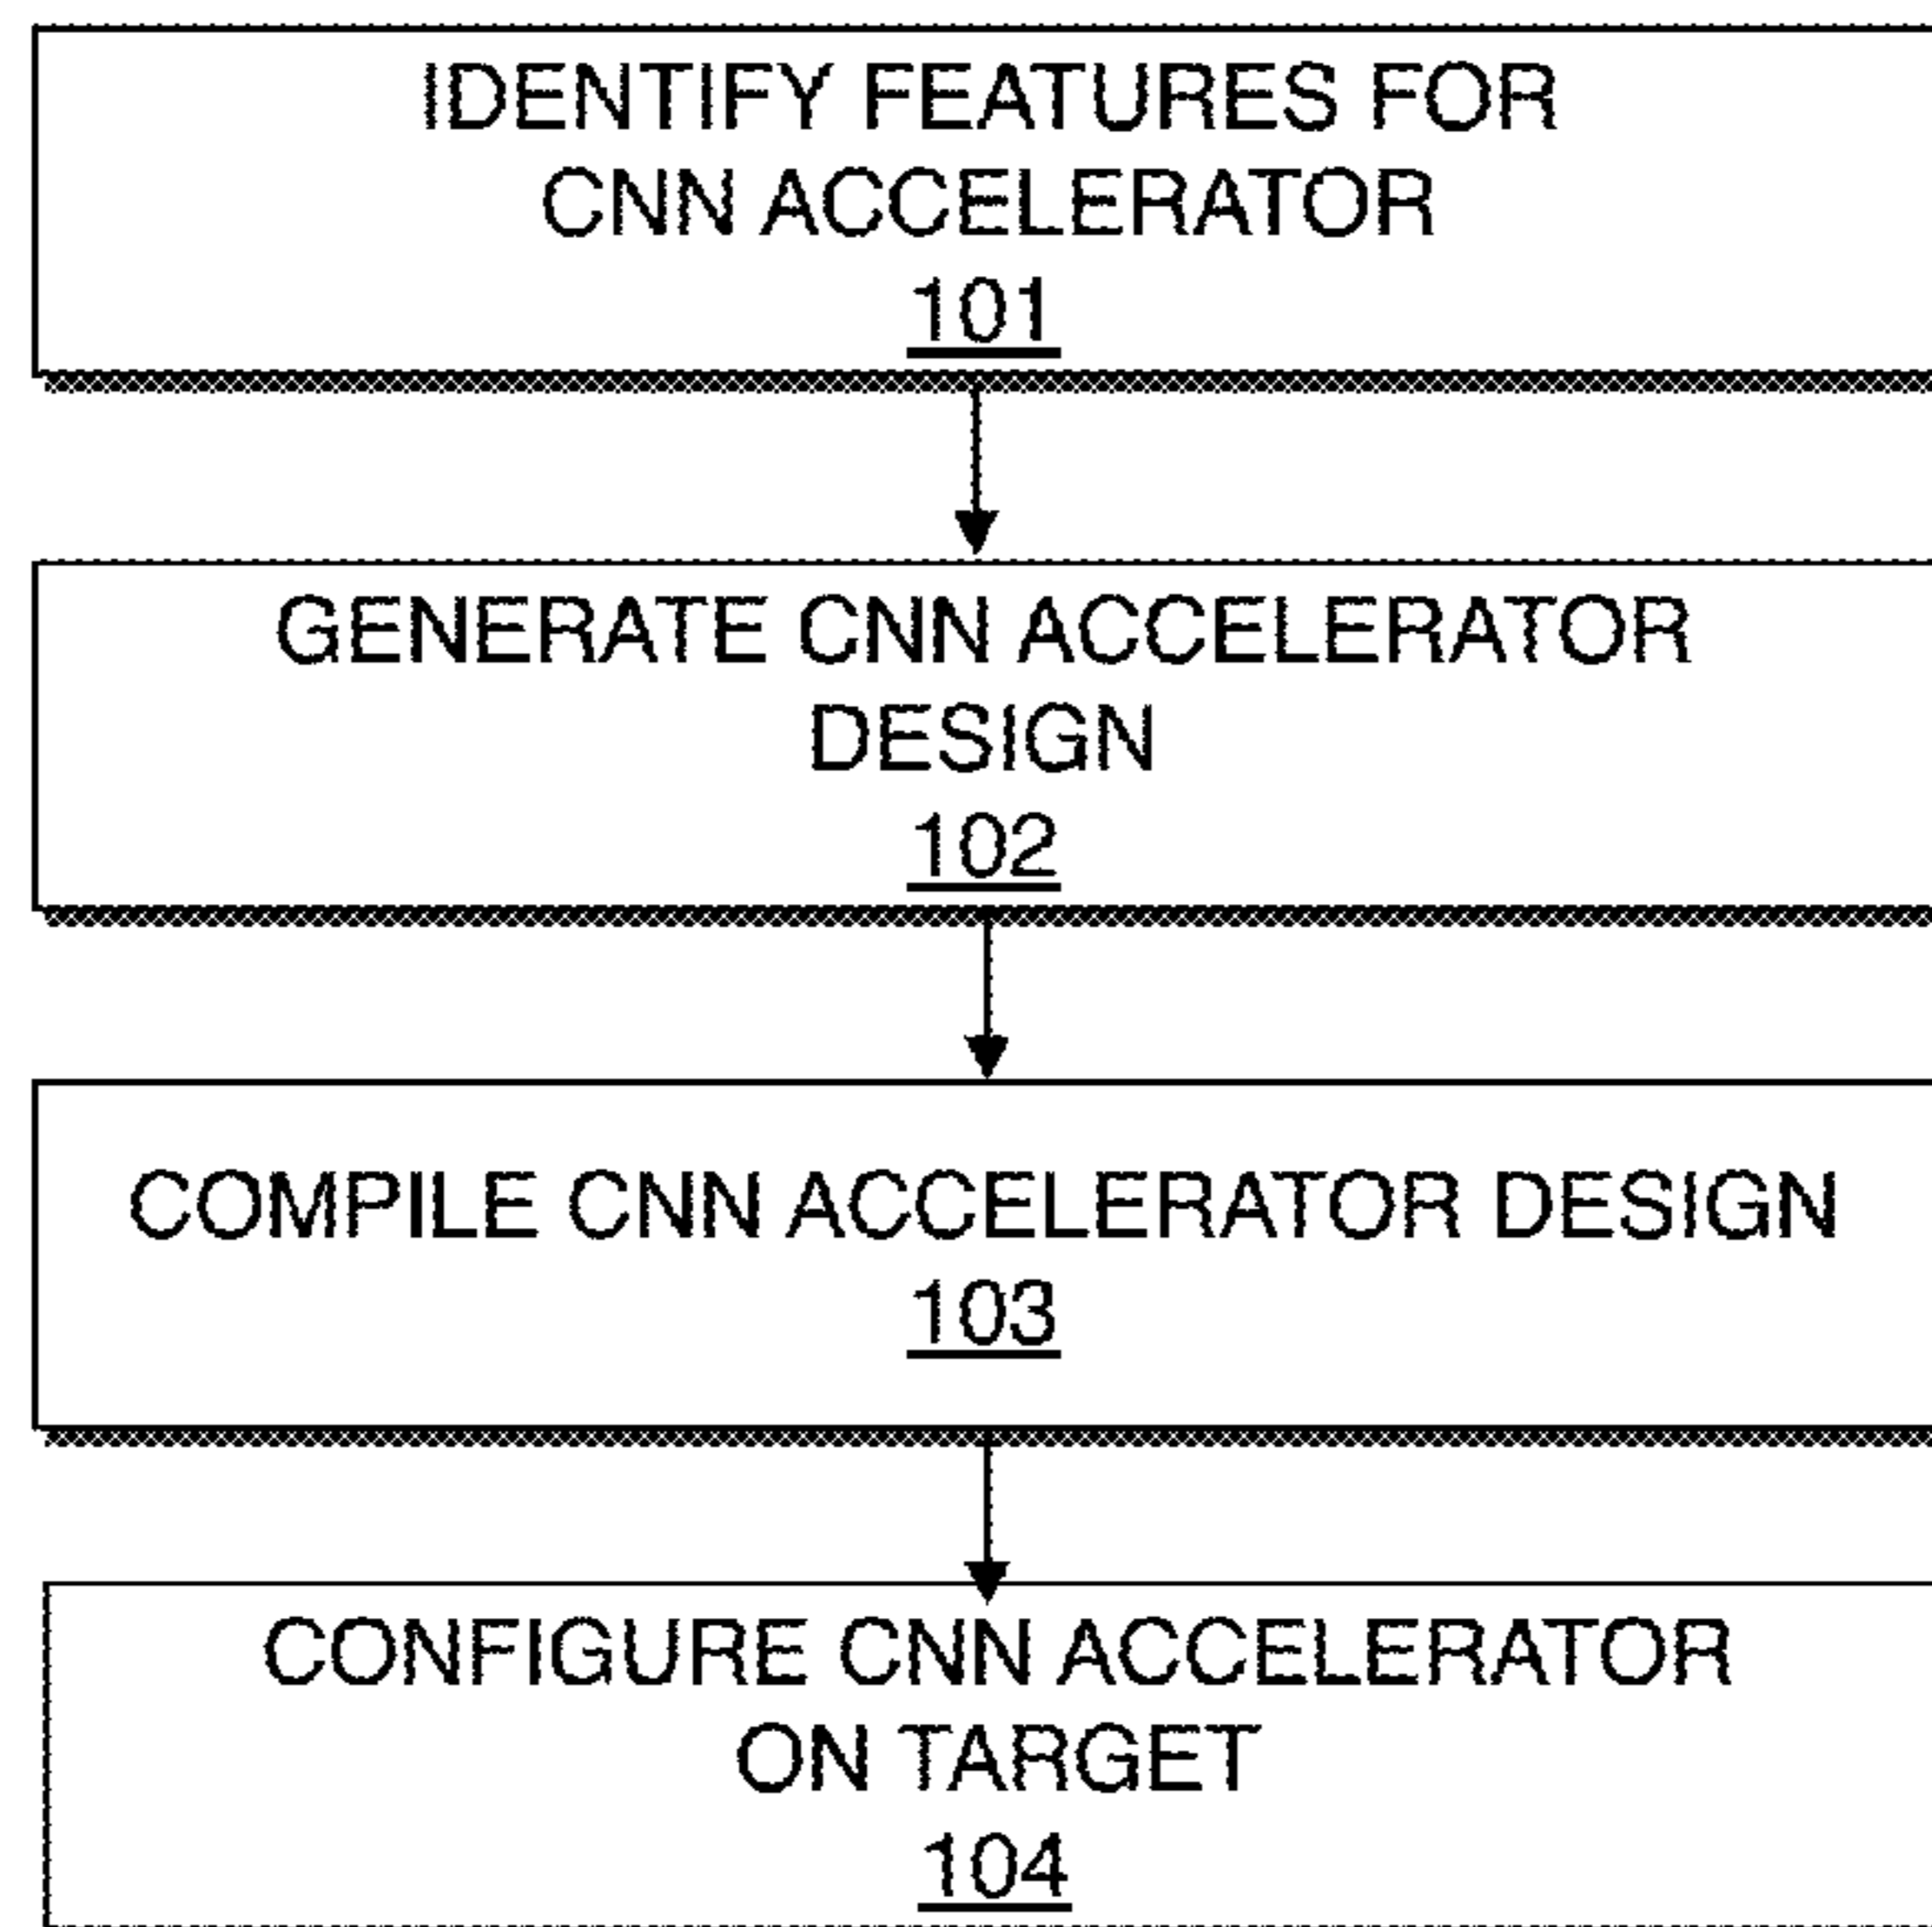 IDENTIFY FEATURES FOR
CNN ACCELERATOR
101
GENERATE CNN ACCELERATOR
DESIGN
102
COMPILE CNN ACCELERATOR DESIGN
103
CONFIGURE CNN ACCELERATOR
ON TARGET
104